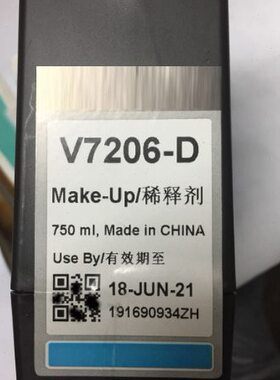 V7206-D
Make-Up/稀释剂
750 ml, Made in CHINA
Use By/有效期至
18-JUN-21
191690934ZH